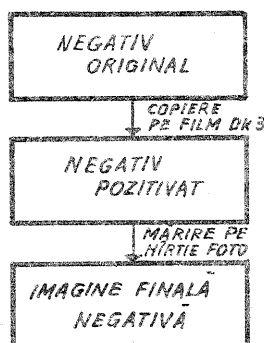 NEGATIV
ORIGINAL
COPIERE
PE FILM DK3
NEGATIV
POZITIVAT
MARIRE PE
HÎRTIE FOTO
IMAGINE FINALĂ
NEGATIVĂ